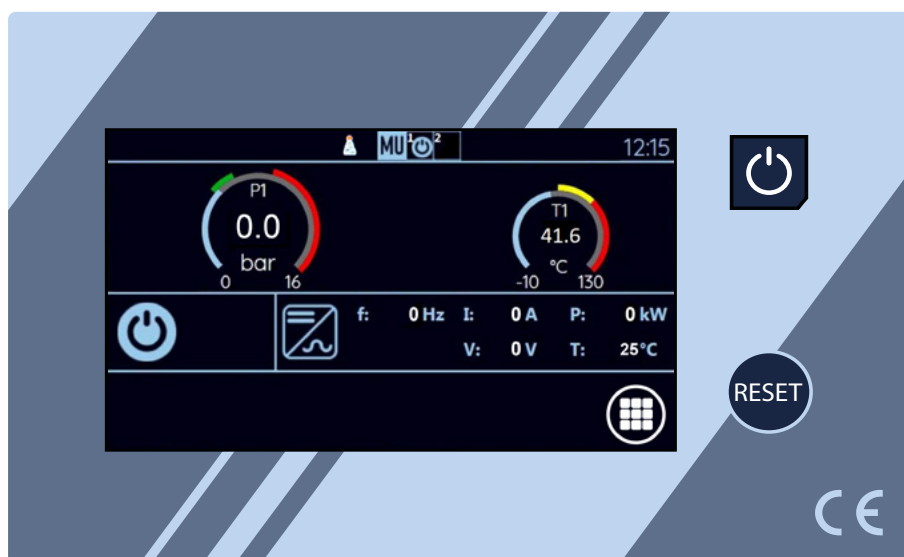 MU 1 2 12:15
P1
0.0
bar
0 16
T1
41.6
°C
-10 130
f: 0 Hz I: 0 A P: 0 kW
V: 0 V T: 25°C
RESET
CE